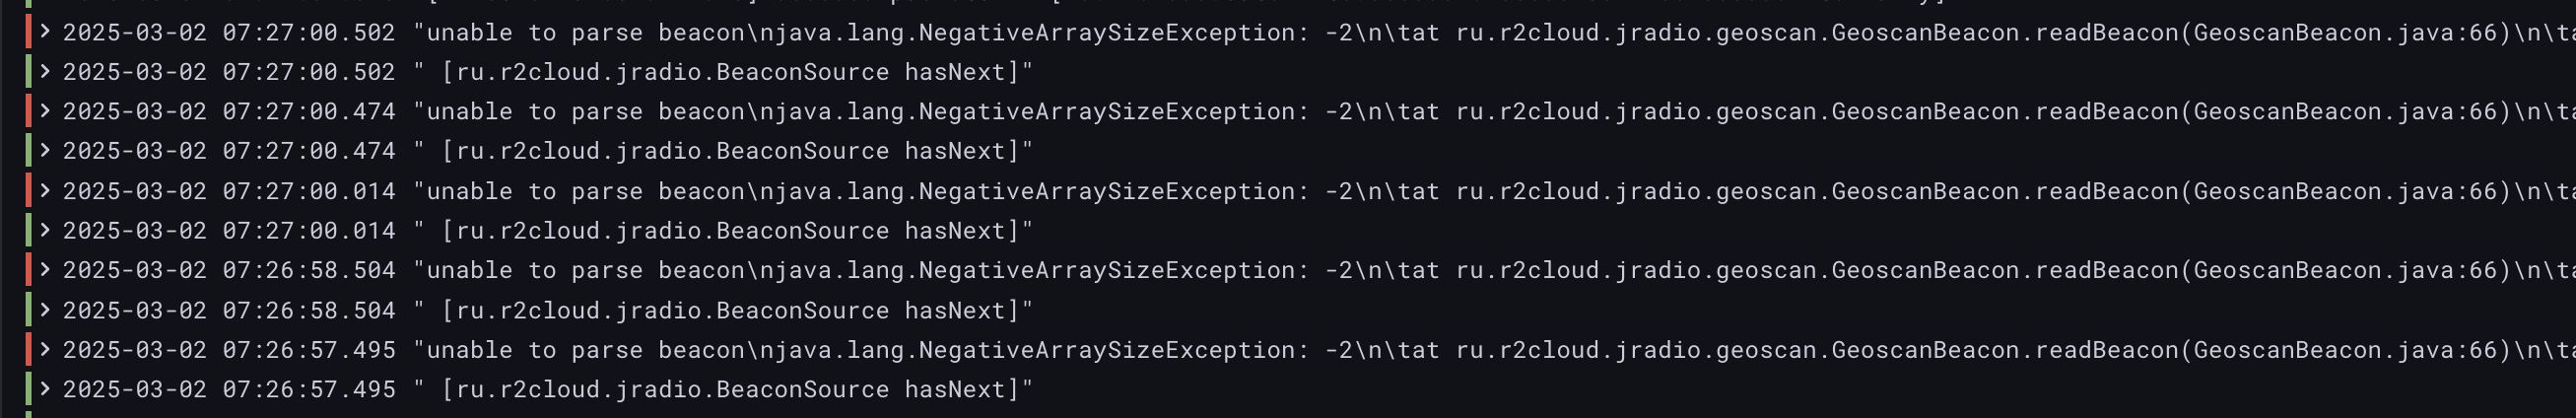 2025-03-02 07:27:00.502 "unable to parse beacon\njava.lang.NegativeArraySizeException: -2\n\tat ru.r2cloud.jradio.geoscan.GeoscanBeacon.readBeacon(GeoscanBeacon.java:66)\n\ta
2025-03-02 07:27:00.502 " [ru.r2cloud.jradio.BeaconSource hasNext]"
2025-03-02 07:27:00.474 "unable to parse beacon\njava.lang.NegativeArraySizeException: -2\n\tat ru.r2cloud.jradio.geoscan.GeoscanBeacon.readBeacon(GeoscanBeacon.java:66)\n\ta
2025-03-02 07:27:00.474 " [ru.r2cloud.jradio.BeaconSource hasNext]"
2025-03-02 07:27:00.014 "unable to parse beacon\njava.lang.NegativeArraySizeException: -2\n\tat ru.r2cloud.jradio.geoscan.GeoscanBeacon.readBeacon(GeoscanBeacon.java:66)\n\ta
2025-03-02 07:27:00.014 " [ru.r2cloud.jradio.BeaconSource hasNext]"
2025-03-02 07:26:58.504 "unable to parse beacon\njava.lang.NegativeArraySizeException: -2\n\tat ru.r2cloud.jradio.geoscan.GeoscanBeacon.readBeacon(GeoscanBeacon.java:66)\n\ta
2025-03-02 07:26:58.504 " [ru.r2cloud.jradio.BeaconSource hasNext]"
2025-03-02 07:26:57.495 "unable to parse beacon\njava.lang.NegativeArraySizeException: -2\n\tat ru.r2cloud.jradio.geoscan.GeoscanBeacon.readBeacon(GeoscanBeacon.java:66)\n\ta
2025-03-02 07:26:57.495 " [ru.r2cloud.jradio.BeaconSource hasNext]"